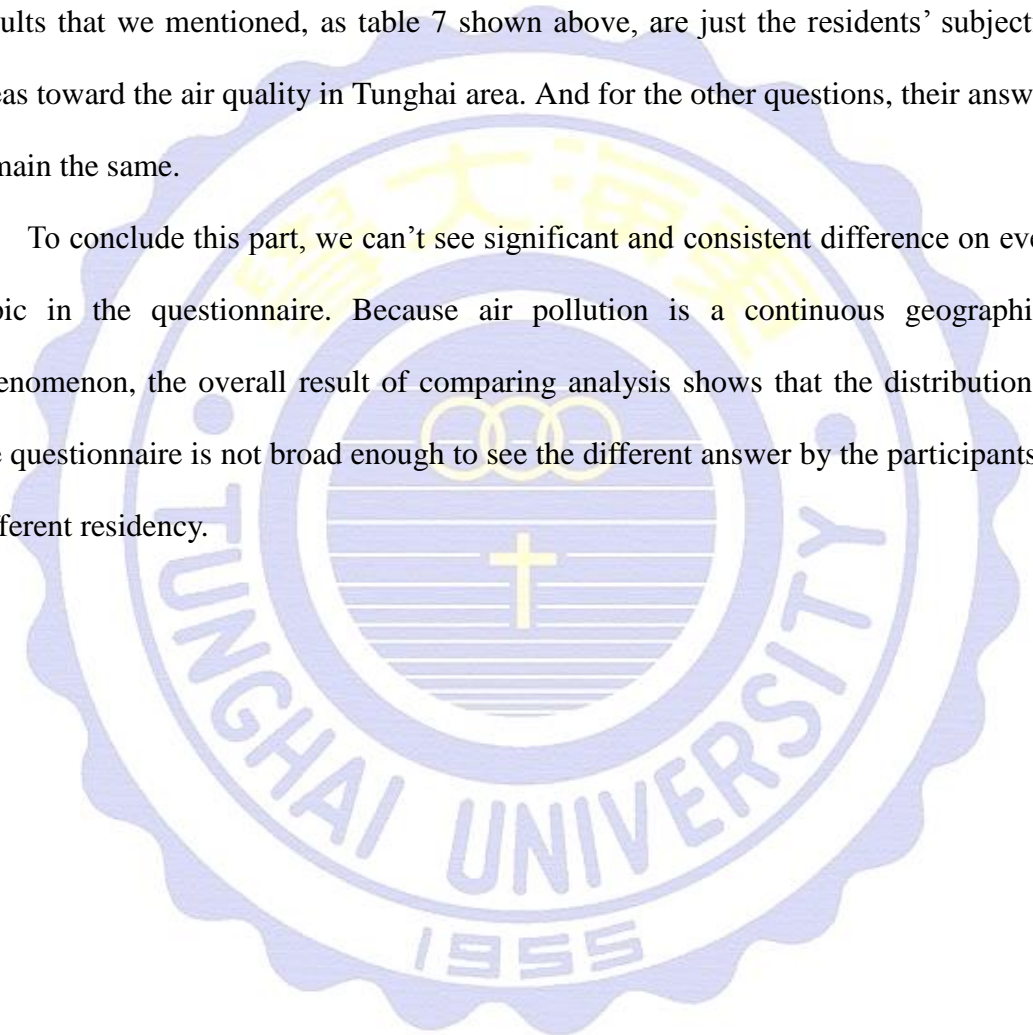 ults that we mentioned, as table 7 shown above, are just the residents' subject
eas toward the air quality in Tunghai area. And for the other questions, their answ
main the same.
To conclude this part, we can't see significant and consistent difference on eve
pic in the questionnaire. Because air pollution is a continuous geographi
enomenon, the overall result of comparing analysis shows that the distribution
e questionnaire is not broad enough to see the different answer by the participants
fferent residency.
學大海東
TUNGHAI UNIVERSITY
1955